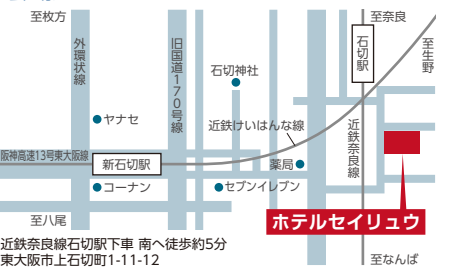 至枚方
至奈良
外環状線
旧国道170号線
石切駅
至生野
石切神社
ヤナセ
近鉄けいはんな線
近鉄奈良線
阪神高速13号東大阪線
新石切駅
薬局
コーナン
セブンイレブン
ホテルセイリュウ
至八尾
至なんば
近鉄奈良線石切駅下車 南へ徒歩約5分
東大阪市上石切町1-11-12